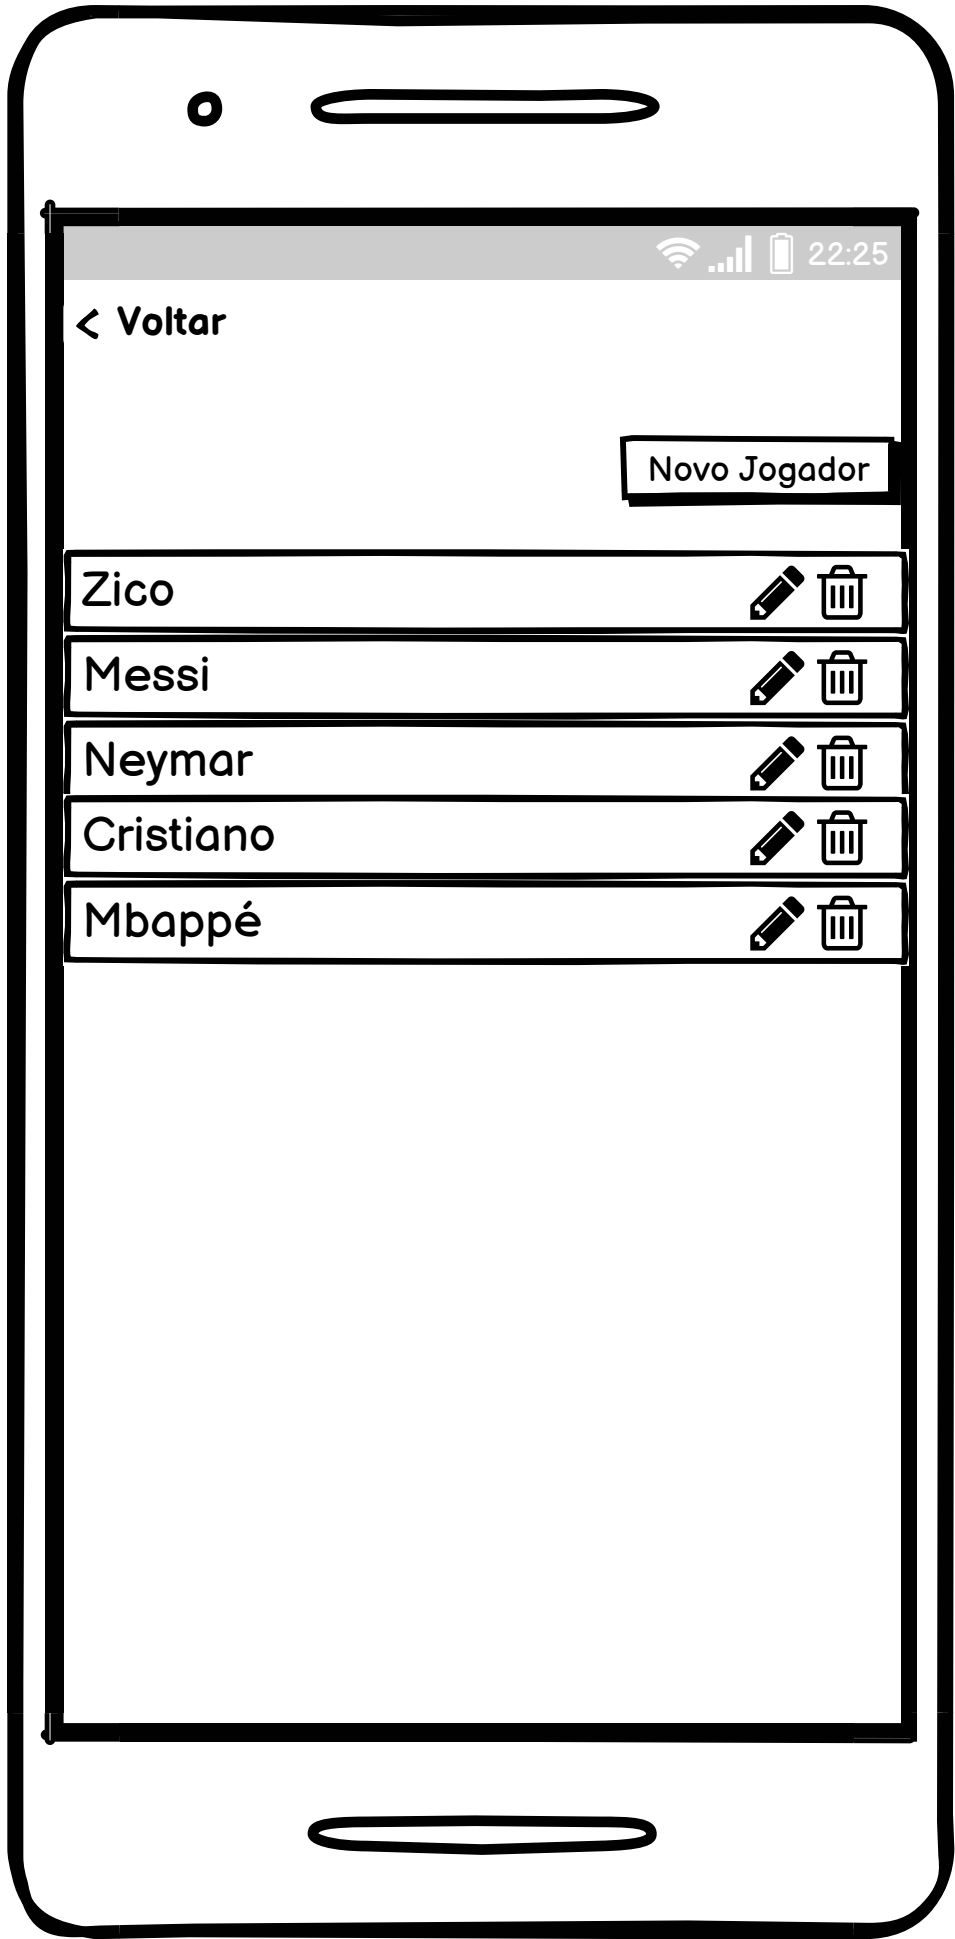 22:25
< Voltar
Novo Jogador
Zico
Messi
Neymar
Cristiano
Mbappé